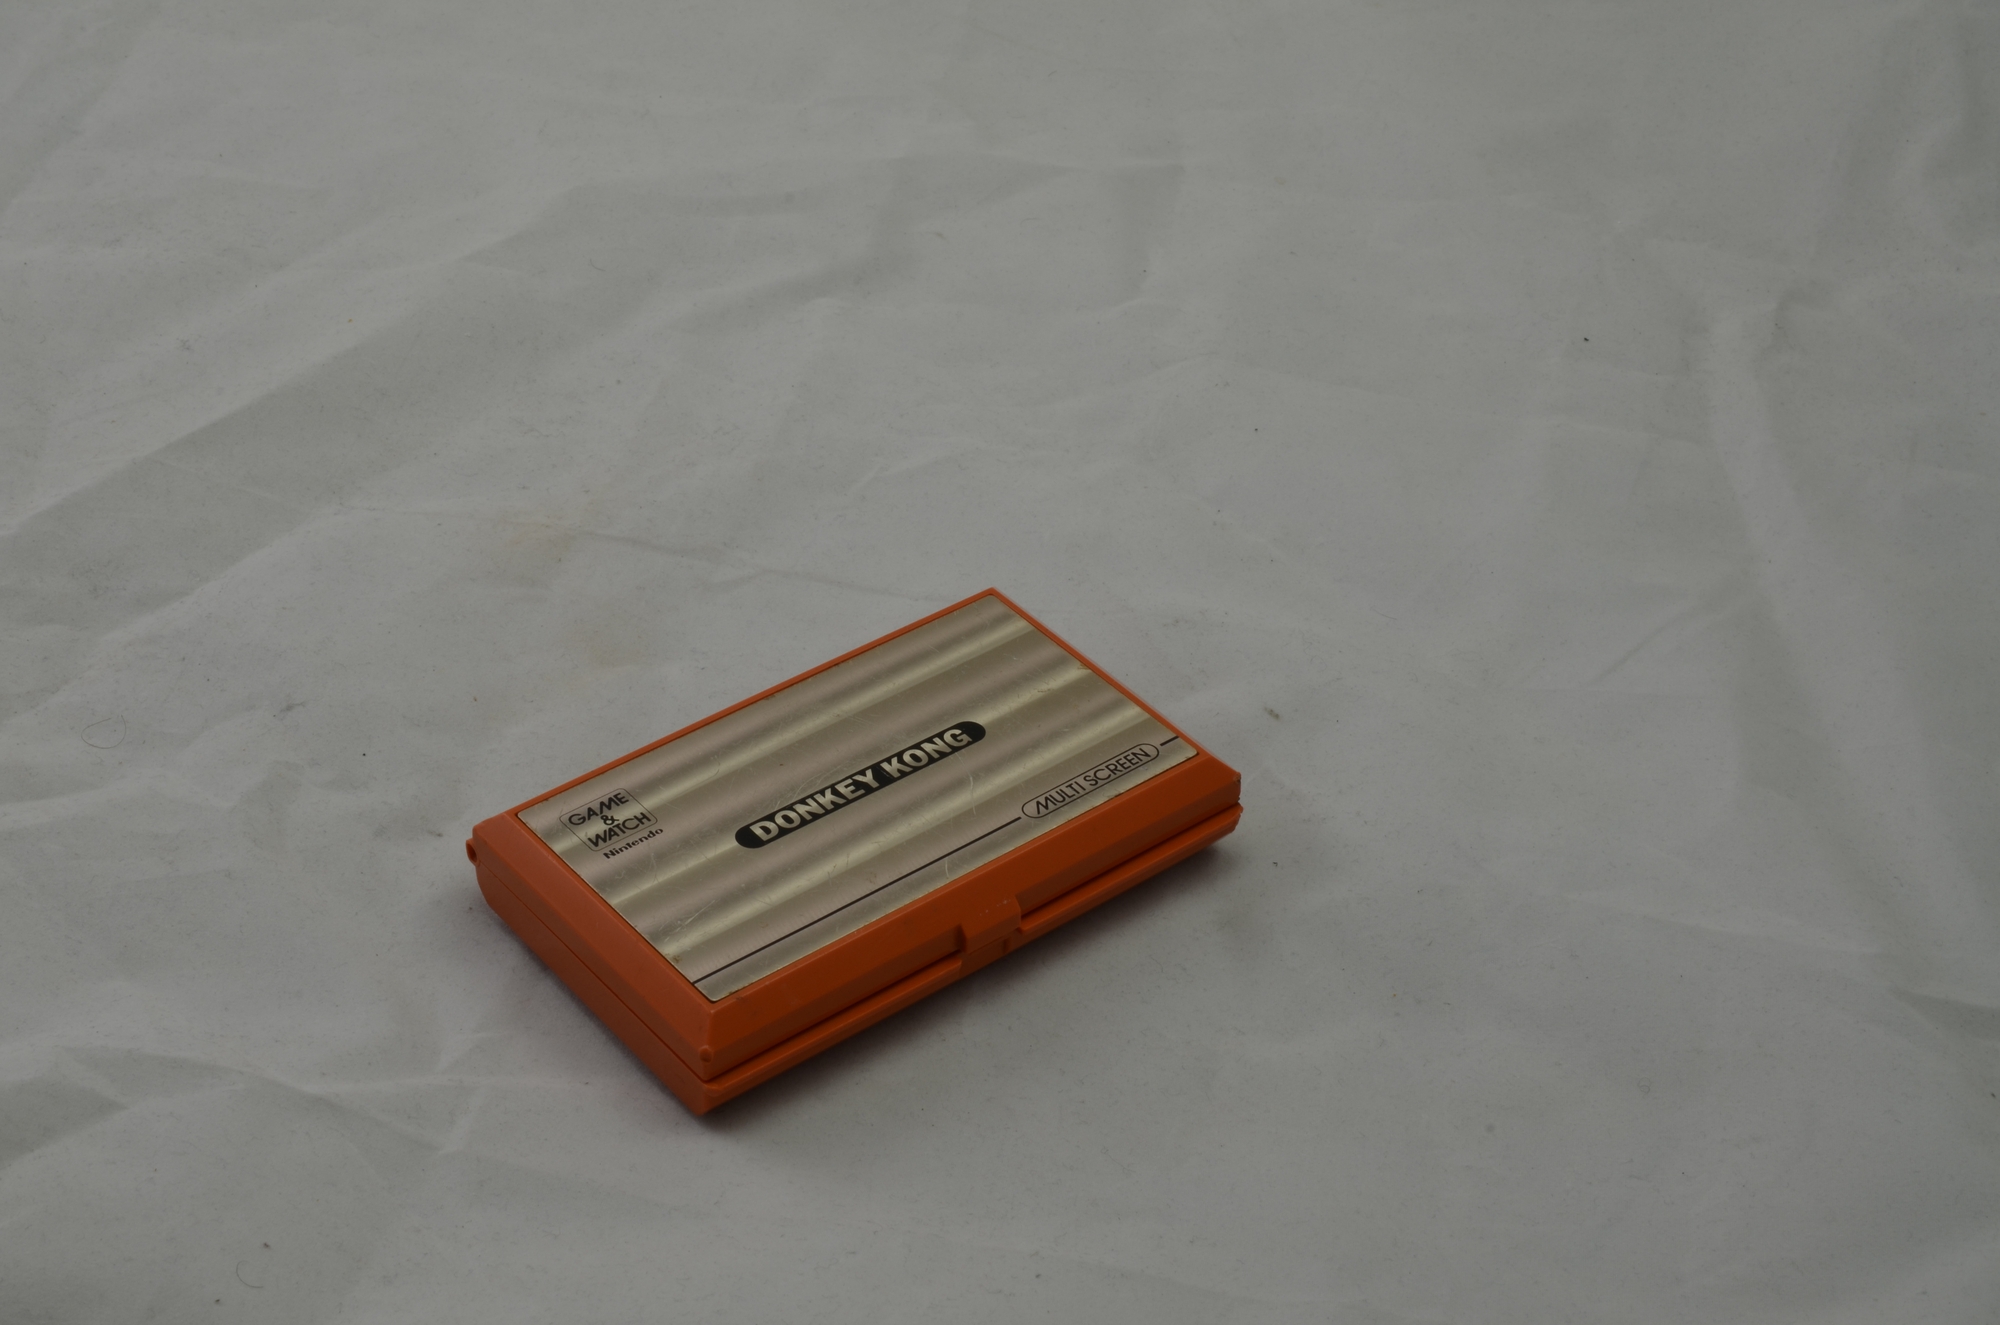 GAME
&
WATCH
Nintendo
DONKEY KONG
MULTI SCREEN